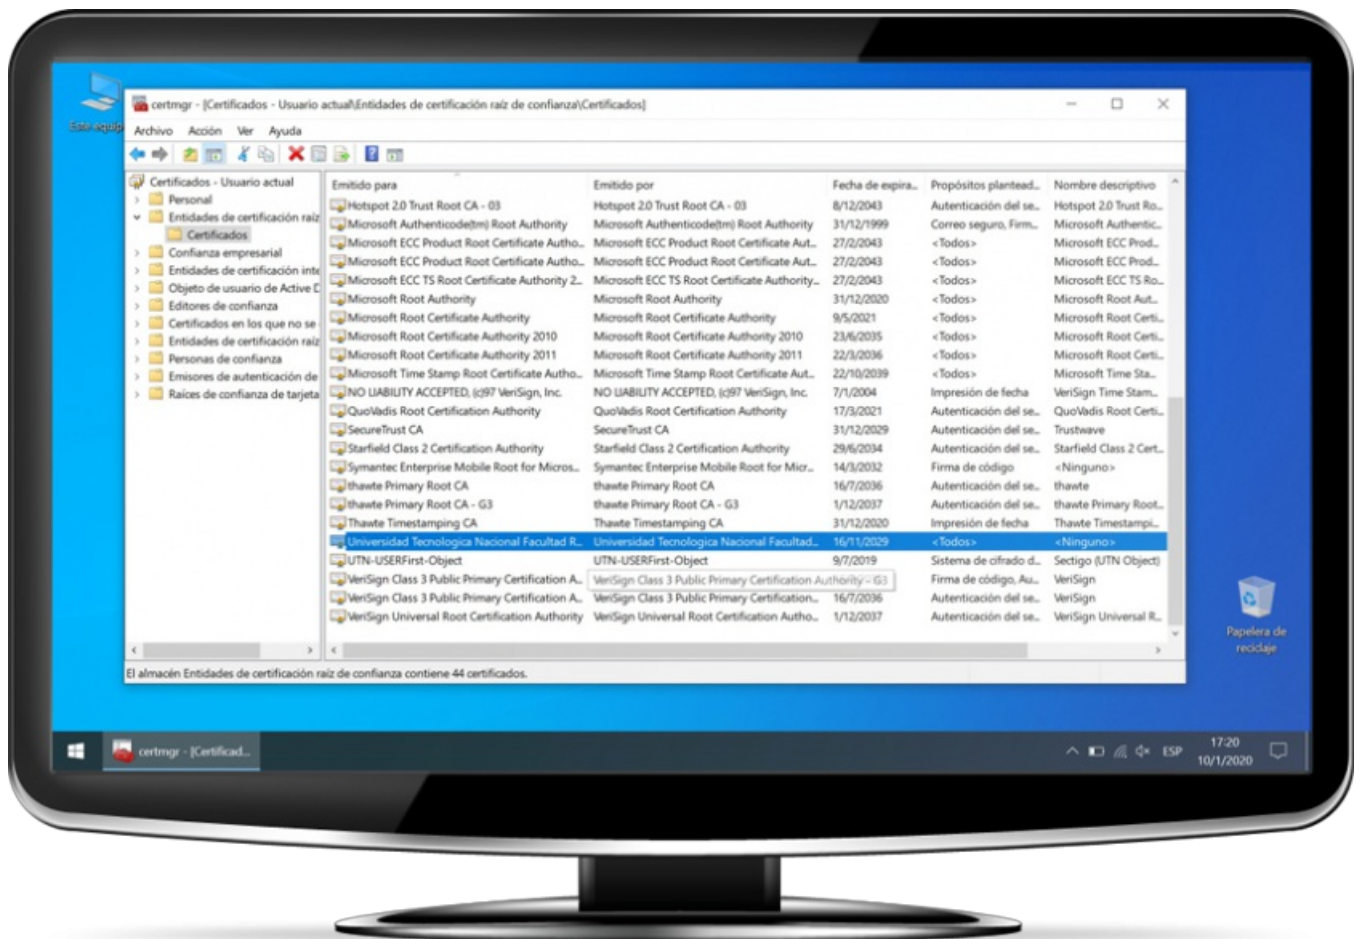 Este equip
certmgr - [Certificados - Usuario actual\Entidades de certificación raíz de confianza\Certificados]
Archivo Acción Ver Ayuda
Certificados - Usuario actual
Personal
Entidades de certificación raíz
Certificados
Confianza empresarial
Entidades de certificación inte
Objeto de usuario de Active D
Editores de confianza
Certificados en los que no se
Entidades de certificación raíz
Personas de confianza
Emisores de autenticación de
Raíces de confianza de tarjeta
Emitido para Emitido por Fecha de expira... Propósitos plantead... Nombre descriptivo
Hotspot 2.0 Trust Root CA - 03 Hotspot 2.0 Trust Root CA - 03 8/12/2043 Autenticación del se... Hotspot 2.0 Trust Ro...
Microsoft Authenticode(tm) Root Authority Microsoft Authenticode(tm) Root Authority 31/12/1999 Correo seguro, Firm... Microsoft Authentic...
Microsoft ECC Product Root Certificate Autho... Microsoft ECC Product Root Certificate Aut... 27/2/2043 <Todos> Microsoft ECC Prod...
Microsoft ECC Product Root Certificate Autho... Microsoft ECC Product Root Certificate Aut... 27/2/2043 <Todos> Microsoft ECC Prod...
Microsoft ECC TS Root Certificate Authority 2... Microsoft ECC TS Root Certificate Authority... 27/2/2043 <Todos> Microsoft ECC TS Ro...
Microsoft Root Authority Microsoft Root Authority 31/12/2020 <Todos> Microsoft Root Aut...
Microsoft Root Certificate Authority Microsoft Root Certificate Authority 9/5/2021 <Todos> Microsoft Root Certi...
Microsoft Root Certificate Authority 2010 Microsoft Root Certificate Authority 2010 23/6/2035 <Todos> Microsoft Root Certi...
Microsoft Root Certificate Authority 2011 Microsoft Root Certificate Authority 2011 22/3/2036 <Todos> Microsoft Root Certi...
Microsoft Time Stamp Root Certificate Autho... Microsoft Time Stamp Root Certificate Aut... 22/10/2039 <Todos> Microsoft Time Sta...
NO LIABILITY ACCEPTED, (c)97 VeriSign, Inc. NO LIABILITY ACCEPTED, (c)97 VeriSign, Inc. 7/1/2004 Impresión de fecha VeriSign Time Stam...
QuoVadis Root Certification Authority QuoVadis Root Certification Authority 17/3/2021 Autenticación del se... QuoVadis Root Certi...
SecureTrust CA SecureTrust CA 31/12/2029 Autenticación del se... Trustwave
Starfield Class 2 Certification Authority Starfield Class 2 Certification Authority 29/6/2034 Autenticación del se... Starfield Class 2 Cert...
Symantec Enterprise Mobile Root for Micros... Symantec Enterprise Mobile Root for Micr... 14/3/2032 Firma de código <Ninguno>
thawte Primary Root CA thawte Primary Root CA 16/7/2036 Autenticación del se... thawte
thawte Primary Root CA - G3 thawte Primary Root CA - G3 1/12/2037 Autenticación del se... thawte Primary Root...
Thawte Timestamping CA Thawte Timestamping CA 31/12/2020 Impresión de fecha Thawte Timestampi...
Universidad Tecnologica Nacional Facultad R... Universidad Tecnologica Nacional Facultad... 16/11/2029 <Todos> <Ninguno>
UTN-USERFirst-Object UTN-USERFirst-Object 9/7/2019 Sistema de cifrado d... Sectigo (UTN Object)
VeriSign Class 3 Public Primary Certification A... VeriSign Class 3 Public Primary Certification Authority - G3 Firma de código, Au... VeriSign
VeriSign Class 3 Public Primary Certification A... VeriSign Class 3 Public Primary Certification... 16/7/2036 Autenticación del se... VeriSign
VeriSign Universal Root Certification Authority VeriSign Universal Root Certification Autho... 1/12/2037 Autenticación del se... VeriSign Universal R...
El almacén Entidades de certificación raíz de confianza contiene 44 certificados.
Papelera de
reciclaje
certmgr - [Certificad...
ESP
17:20
10/1/2020